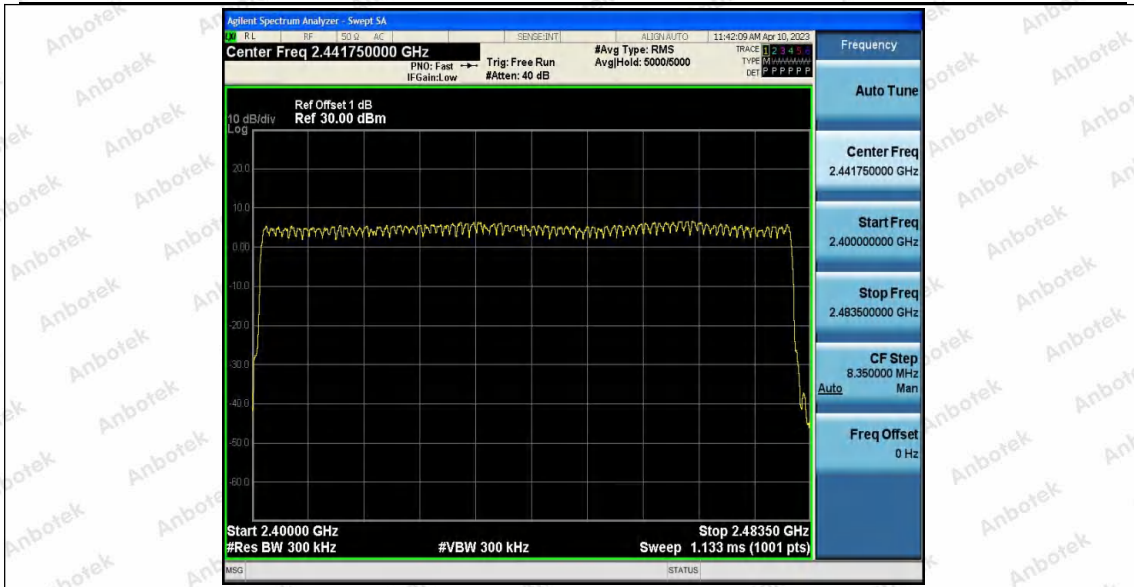 Agilent Spectrum Analyzer - Swept SA
RL RF 50 Ω AC SENSE:INT ALIGN AUTO 11:42:09 AM Apr 10, 2023
Center Freq 2.441750000 GHz
PNO: Fast
IFGain:Low
Trig: Free Run
#Atten: 40 dB
#Avg Type: RMS
Avg|Hold: 5000/5000
TRACE 1 2 3 4 5 6
TYPE M
DET P P P P P P
Ref Offset 1 dB
10 dB/div Ref 30.00 dBm
Log
20.0
10.0
0.00
-10.0
-20.0
-30.0
-40.0
-50.0
-60.0
Start 2.40000 GHz Stop 2.48350 GHz
#Res BW 300 kHz #VBW 300 kHz Sweep 1.133 ms (1001 pts)
MSG STATUS
Frequency
Auto Tune
Center Freq
2.441750000 GHz
Start Freq
2.400000000 GHz
Stop Freq
2.483500000 GHz
CF Step
8.350000 MHz
Auto Man
Freq Offset
0 Hz
Anbotek